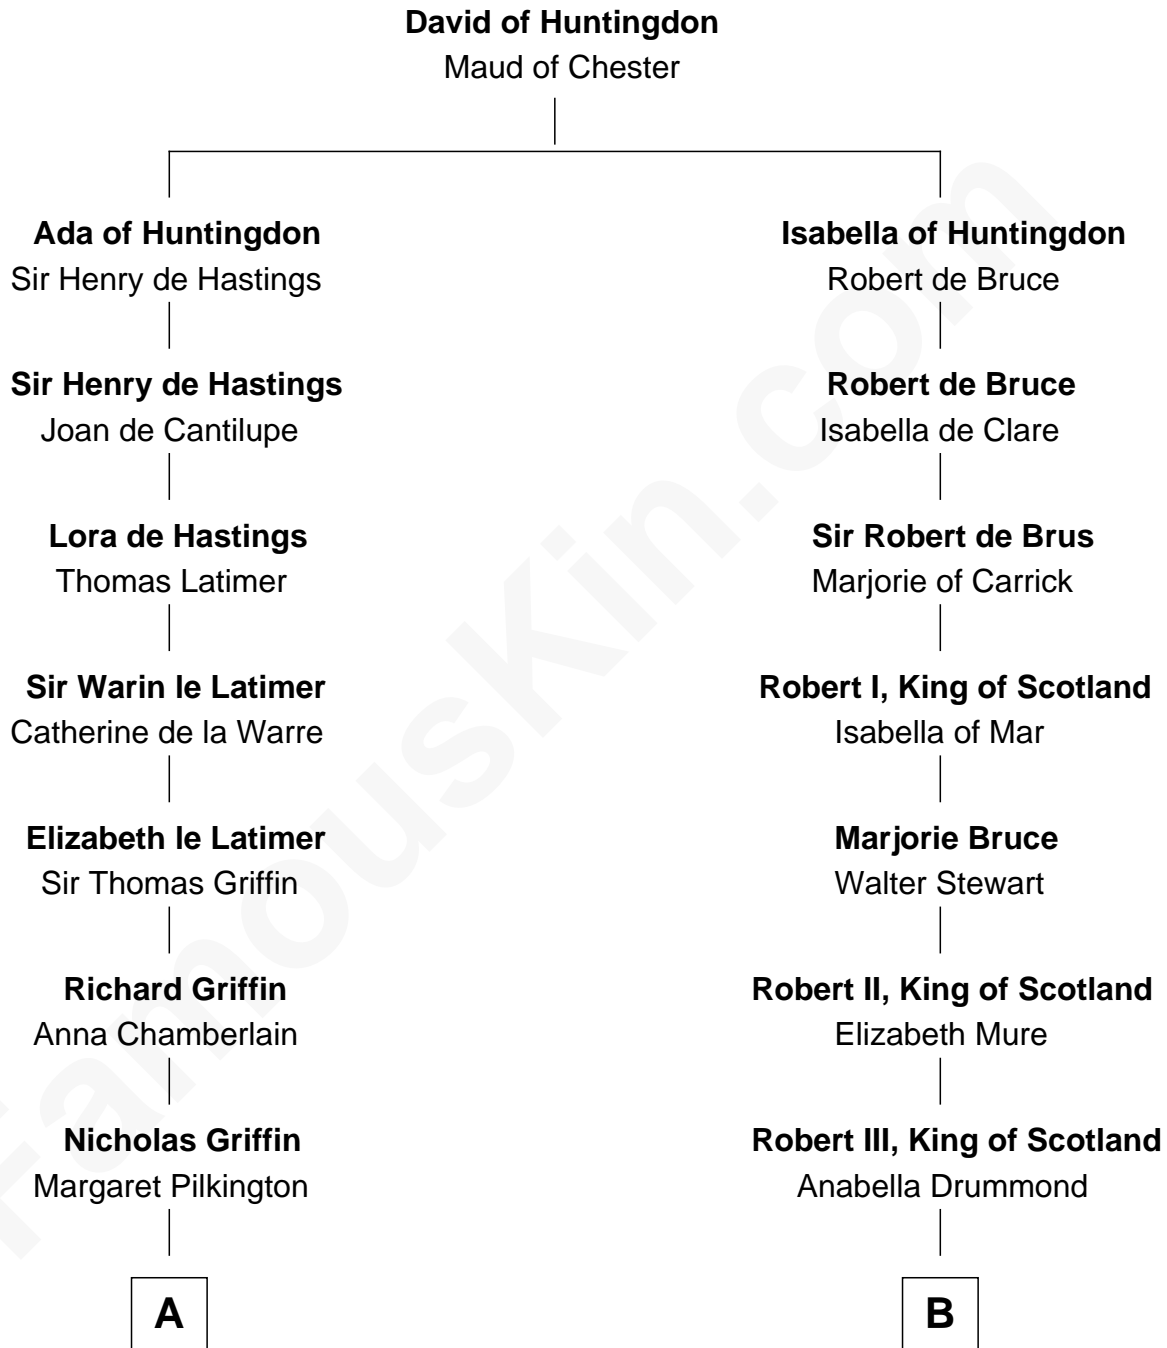 David of Huntingdon
Maud of Chester
Ada of Huntingdon
Sir Henry de Hastings
Isabella of Huntingdon
Robert de Bruce
Sir Henry de Hastings
Joan de Cantilupe
Robert de Bruce
Isabella de Clare
Lora de Hastings
Thomas Latimer
Sir Robert de Brus
Marjorie of Carrick
Sir Warin le Latimer
Catherine de la Warre
Robert I, King of Scotland
Isabella of Mar
Elizabeth le Latimer
Sir Thomas Griffin
Marjorie Bruce
Walter Stewart
Richard Griffin
Anna Chamberlain
Robert II, King of Scotland
Elizabeth Mure
Nicholas Griffin
Margaret Pilkington
Robert III, King of Scotland
Anabella Drummond
A
B
FamousKin.com